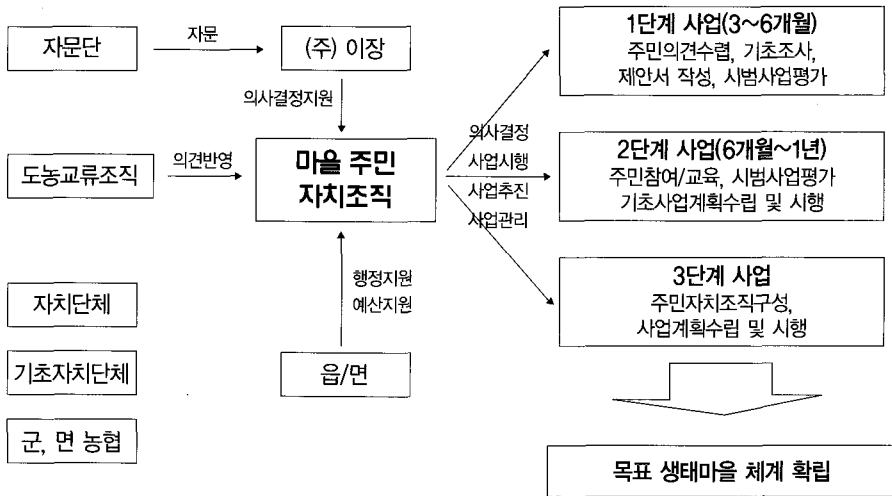 자문단
자문
(주) 이장
의사결정지원
도농교류조직
의견반영
마을 주민
자치조직
행정지원
예산지원
읍/면
자치단체
기초자치단체
군, 면 농협
의사결정
사업시행
사업추진
사업관리
1단계 사업(3~6개월)
주민의견수렵, 기초조사,
제안서 작성, 시범사업평가
2단계 사업(6개월~1년)
주민참여/교육, 시범사업평가
기초사업계획수립 및 시행
3단계 사업
주민자치조직구성,
사업계획수립 및 시행
목표 생태마을 체계 확립